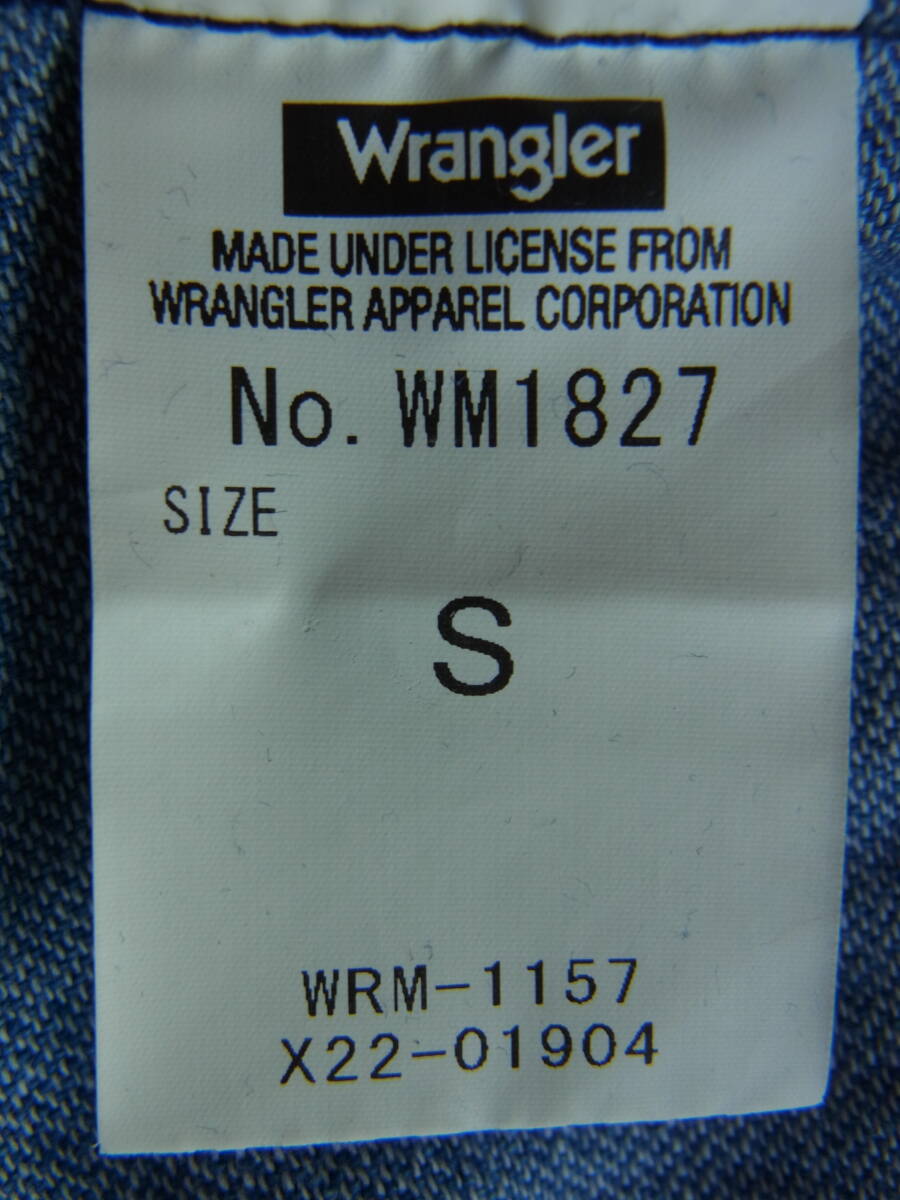 Wrangler
MADE UNDER LICENSE FROM
WRANGLER APPAREL CORPORATION
No. WM1827
SIZE
S
WRM-1157
X22-01904